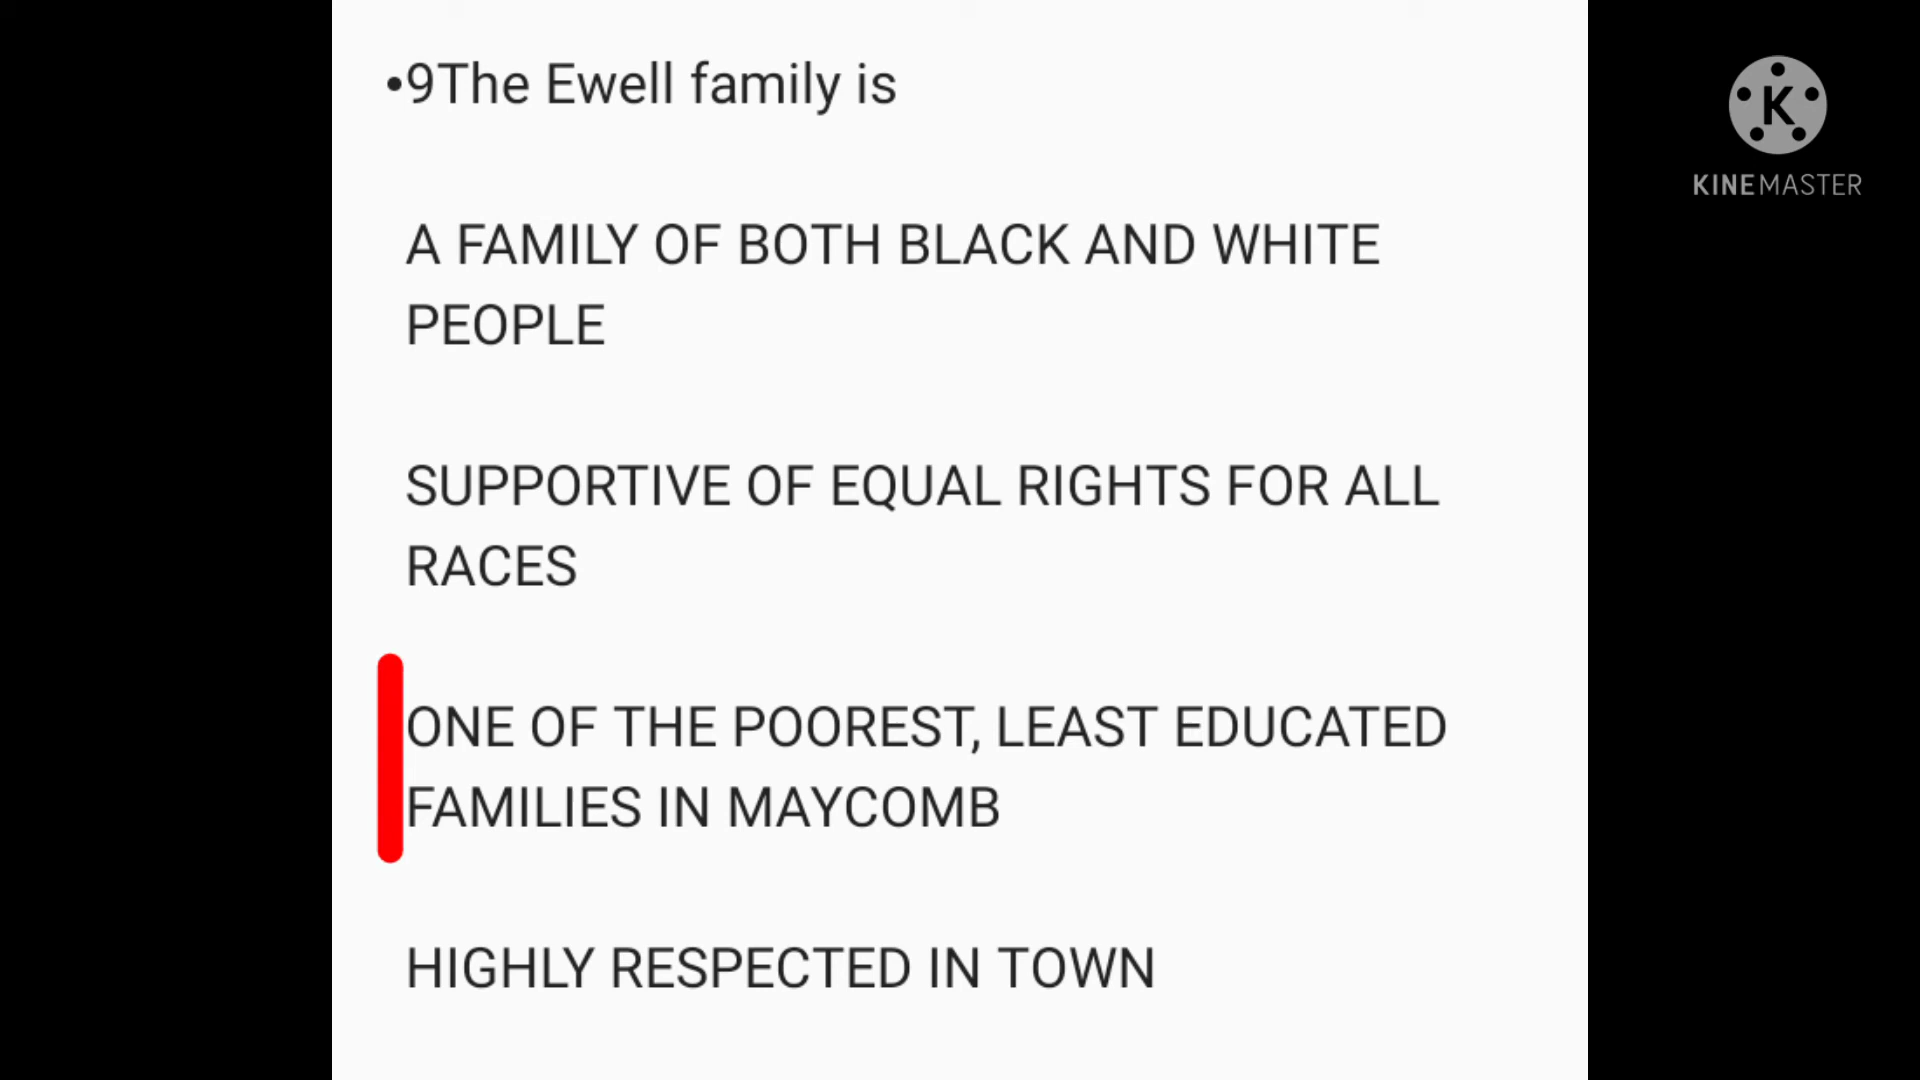 •9The Ewell family is
A FAMILY OF BOTH BLACK AND WHITE
PEOPLE
SUPPORTIVE OF EQUAL RIGHTS FOR ALL
RACES
ONE OF THE POOREST, LEAST EDUCATED
FAMILIES IN MAYCOMB
HIGHLY RESPECTED IN TOWN
K
KINEMASTER